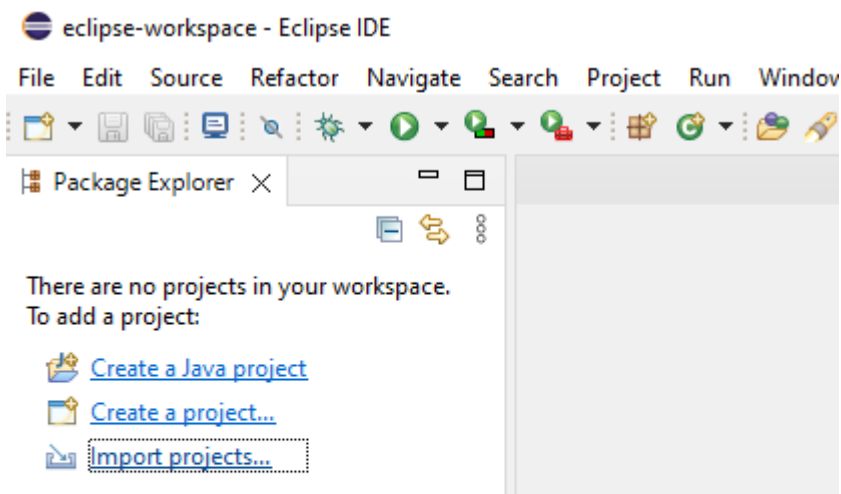 eclipse-workspace - Eclipse IDE
File Edit Source Refactor Navigate Search Project Run Window
Package Explorer
There are no projects in your workspace.
To add a project:
Create a Java project
Create a project...
Import projects...